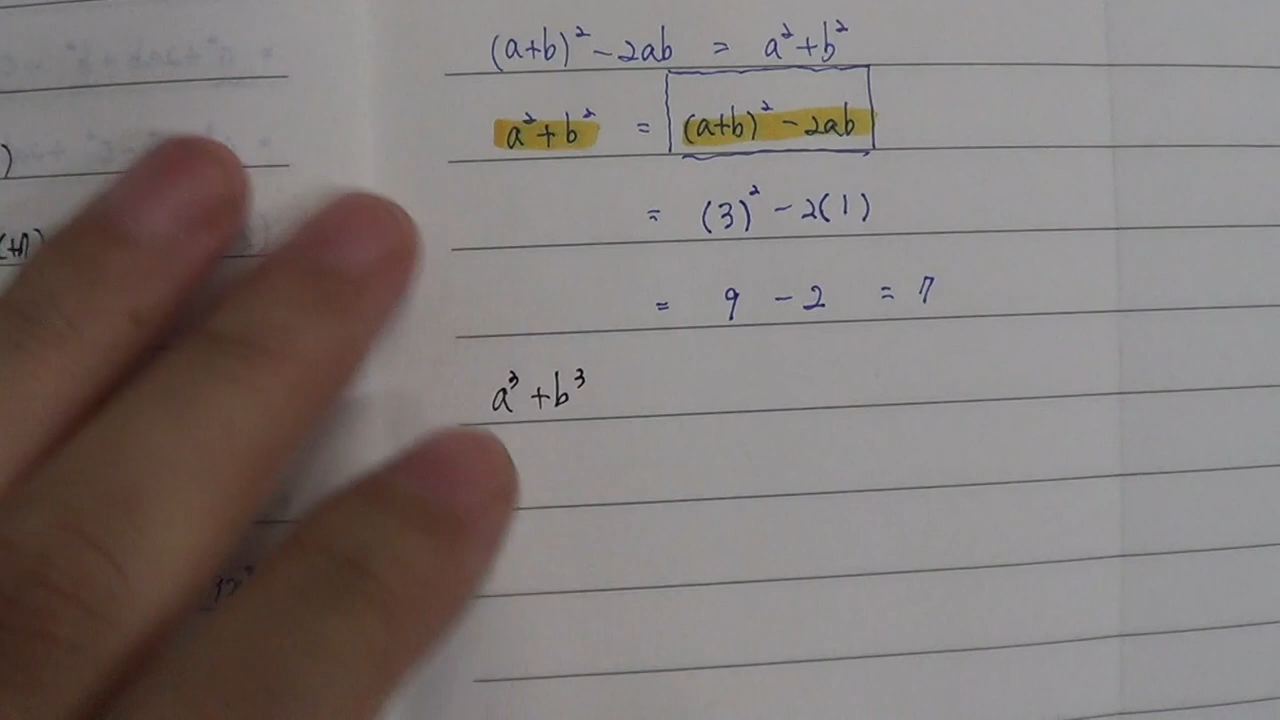 (a+b)² - 2ab = a² + b²
a² + b² = (a+b)² - 2ab
= (3)² - 2(1)
= 9 - 2 = 7
a³ + b³